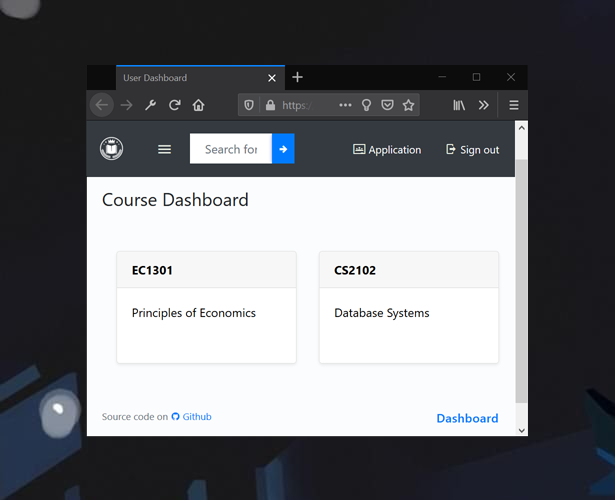 User Dashboard
https:/
Search for
Application
Sign out
Course Dashboard
EC1301
CS2102
Principles of Economics
Database Systems
Source code on Github
Dashboard